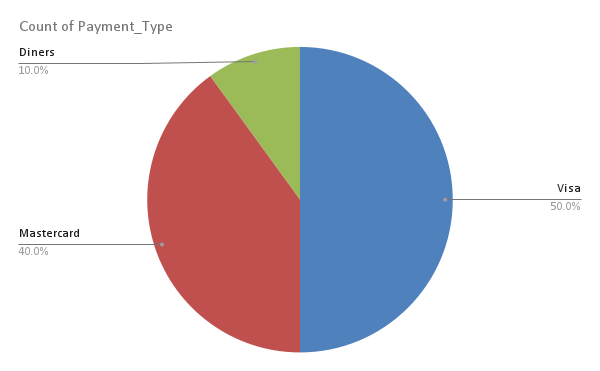 Count of Payment_Type
Diners
10.0%
Visa
50.0%
Mastercard
40.0%